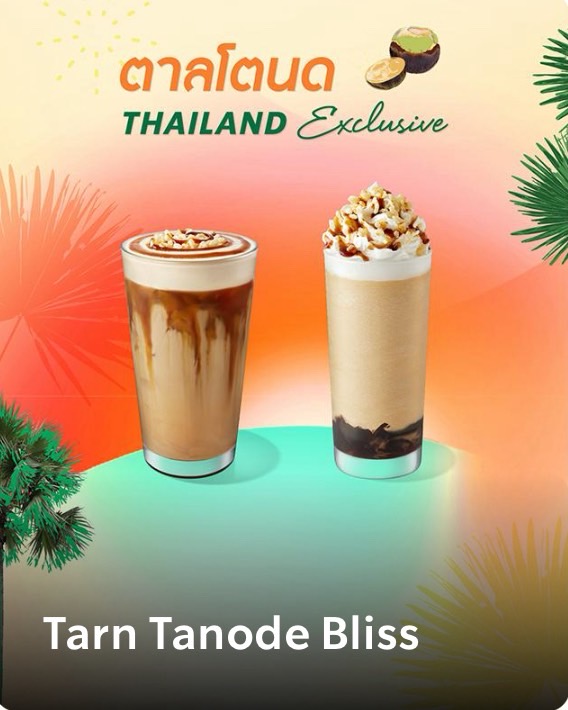 ตาลโตนด
THAILAND Exclusive
Tarn Tanode Bliss